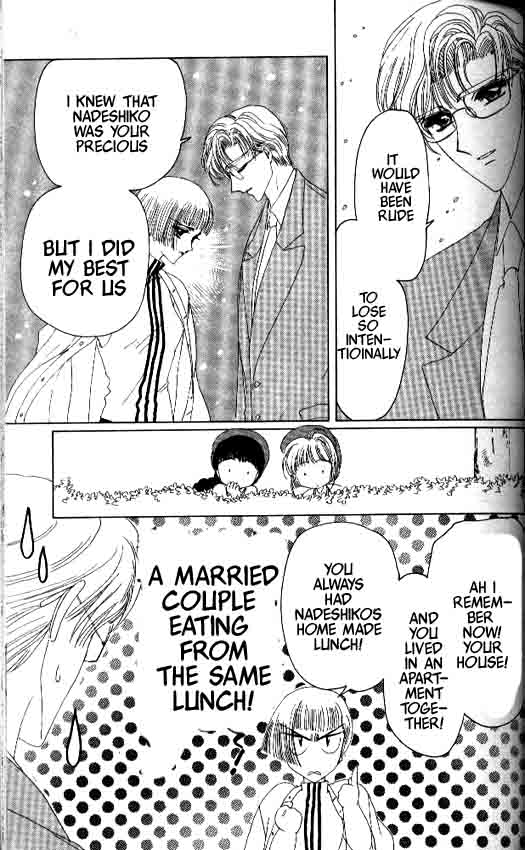 IT
WOULD
HAVE
BEEN
RUDE
TO
LOSE
SO
INTEN-
TIOINALLY
I KNEW THAT
NADESHIKO
WAS YOUR
PRECIOUS
BUT I DID
MY BEST
FOR US
AH I
REMEM-
BER
NOW!
YOUR
HOUSE!
AND
YOU
LIVED
IN AN
APART-
MENT
TOGE-
THER!
YOU
ALWAYS
HAD
NADESHIKOS
HOME MADE
LUNCH!
A MARRIED
COUPLE
EATING
FROM
THE SAME
LUNCH!